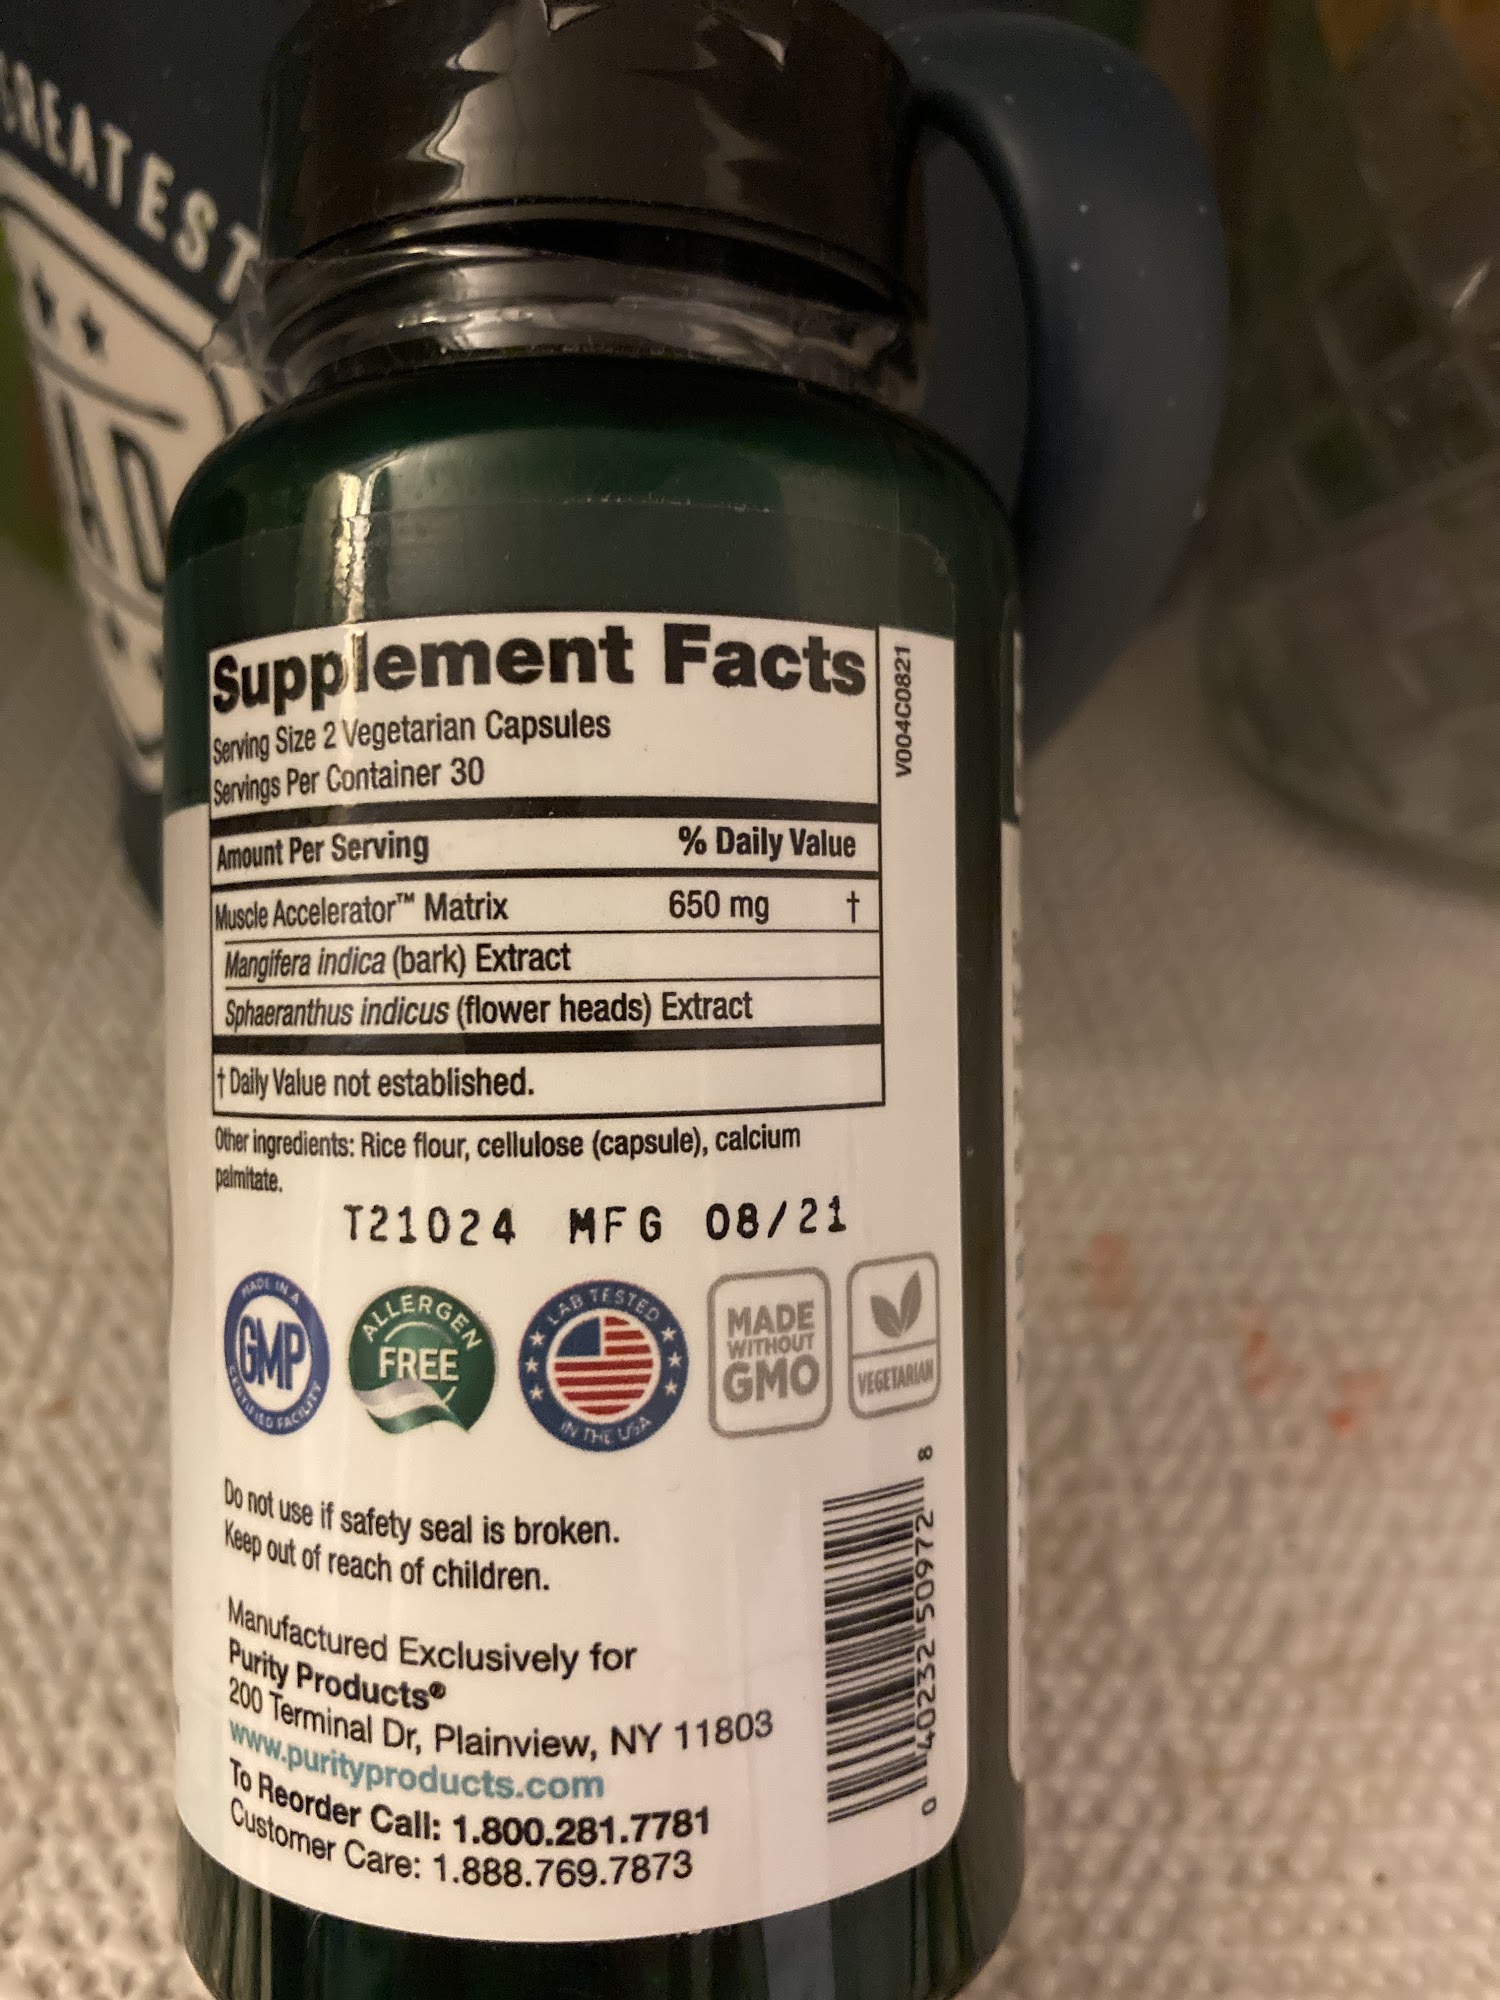 GREATEST
Supplement Facts
Serving Size 2 Vegetarian Capsules
Servings Per Container 30
Amount Per Serving % Daily Value
Muscle Accelerator™ Matrix 650 mg †
Mangifera indica (bark) Extract
Sphaeranthus indicus (flower heads) Extract
† Daily Value not established.
Other ingredients: Rice flour, cellulose (capsule), calcium
palmitate.
V004C0821
T21024 MFG 08/21
MADE IN A
GMP
CERTIFIED FACILITY
ALLERGEN
FREE
LAB TESTED
IN THE USA
MADE
WITHOUT
GMO
VEGETARIAN
Do not use if safety seal is broken.
Keep out of reach of children.
Manufactured Exclusively for
Purity Products®
200 Terminal Dr, Plainview, NY 11803
www.purityproducts.com
To Reorder Call: 1.800.281.7781
Customer Care: 1.888.769.7873
0 40232 50972 8